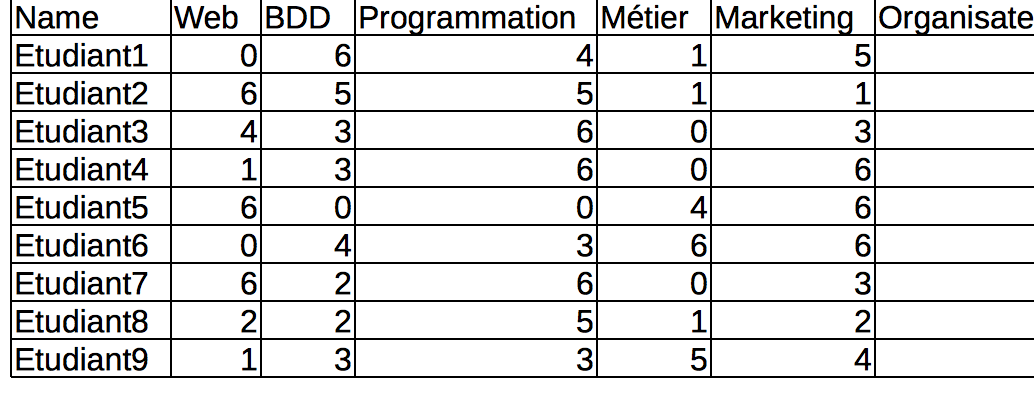 Name Web BDD Programmation Métier Marketing Organisate
Etudiant1 0 6 4 1 5
Etudiant2 6 5 5 1 1
Etudiant3 4 3 6 0 3
Etudiant4 1 3 6 0 6
Etudiant5 6 0 0 4 6
Etudiant6 0 4 3 6 6
Etudiant7 6 2 6 0 3
Etudiant8 2 2 5 1 2
Etudiant9 1 3 3 5 4